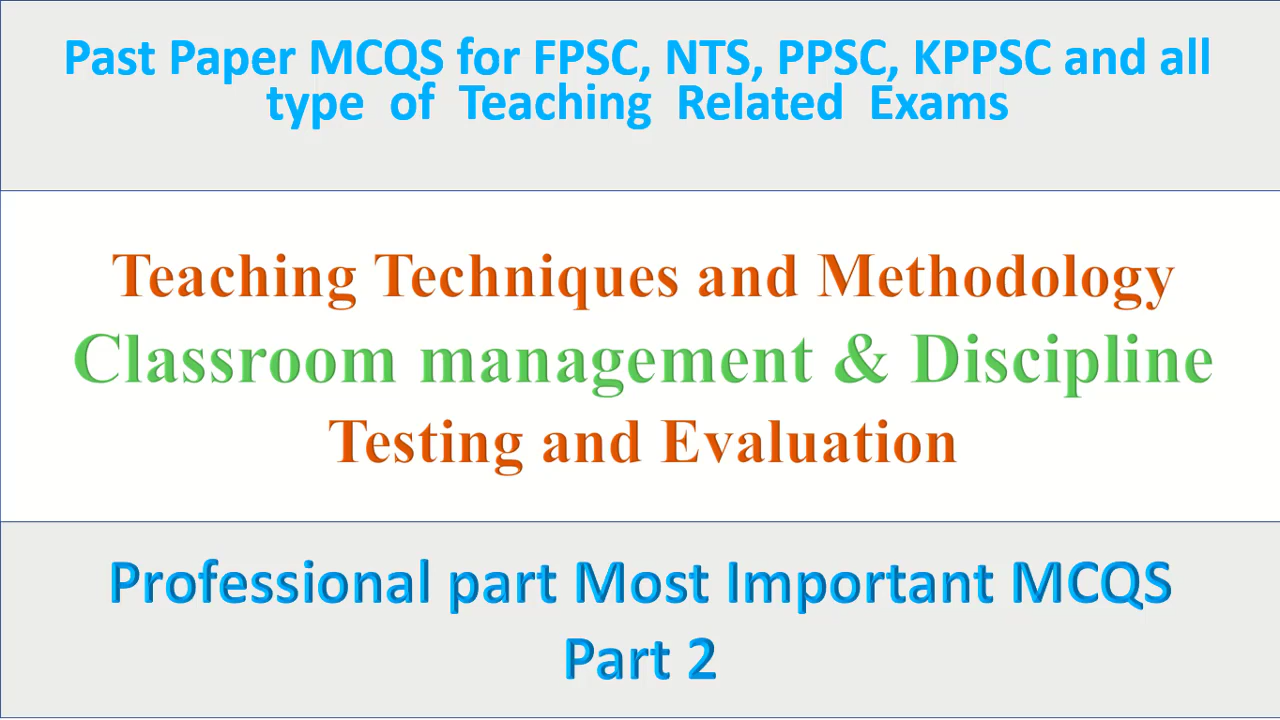 Past Paper MCQS for FPSC, NTS, PPSC, KPPSC and all
type of Teaching Related Exams
Teaching Techniques and Methodology
Classroom management & Discipline
Testing and Evaluation
Professional part Most Important MCQS
Part 2